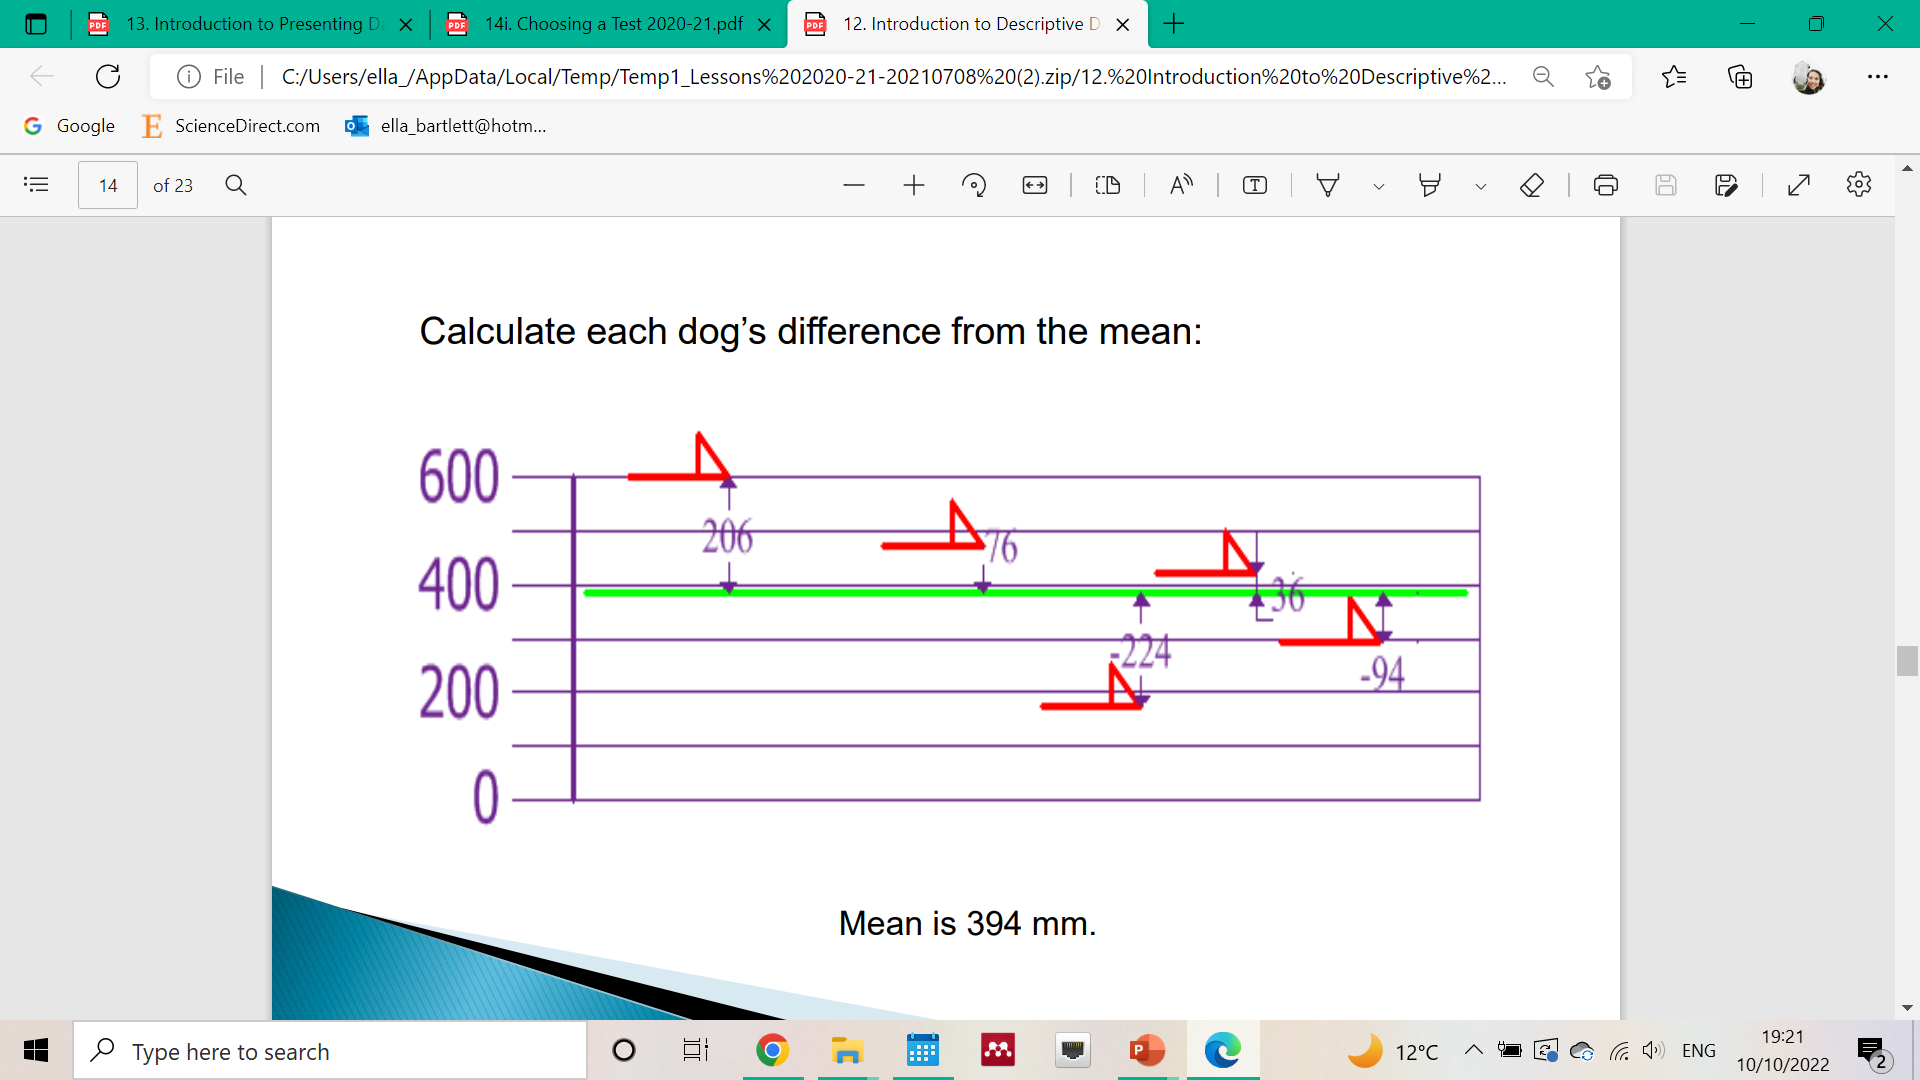 13. Introduction to Presenting Da
14i. Choosing a Test 2020-21.pdf
12. Introduction to Descriptive D
File
C:/Users/ella_/AppData/Local/Temp/Temp1_Lessons%202020-21-20210708%20(2).zip/12.%20Introduction%20to%20Descriptive%2...
Google
ScienceDirect.com
ella_bartlett@hotm...
14
of 23
Calculate each dog’s difference from the mean:
600
206
76
400
36
-224
-94
200
0
Mean is 394 mm.
Type here to search
12°C
ENG
19:21
10/10/2022
2